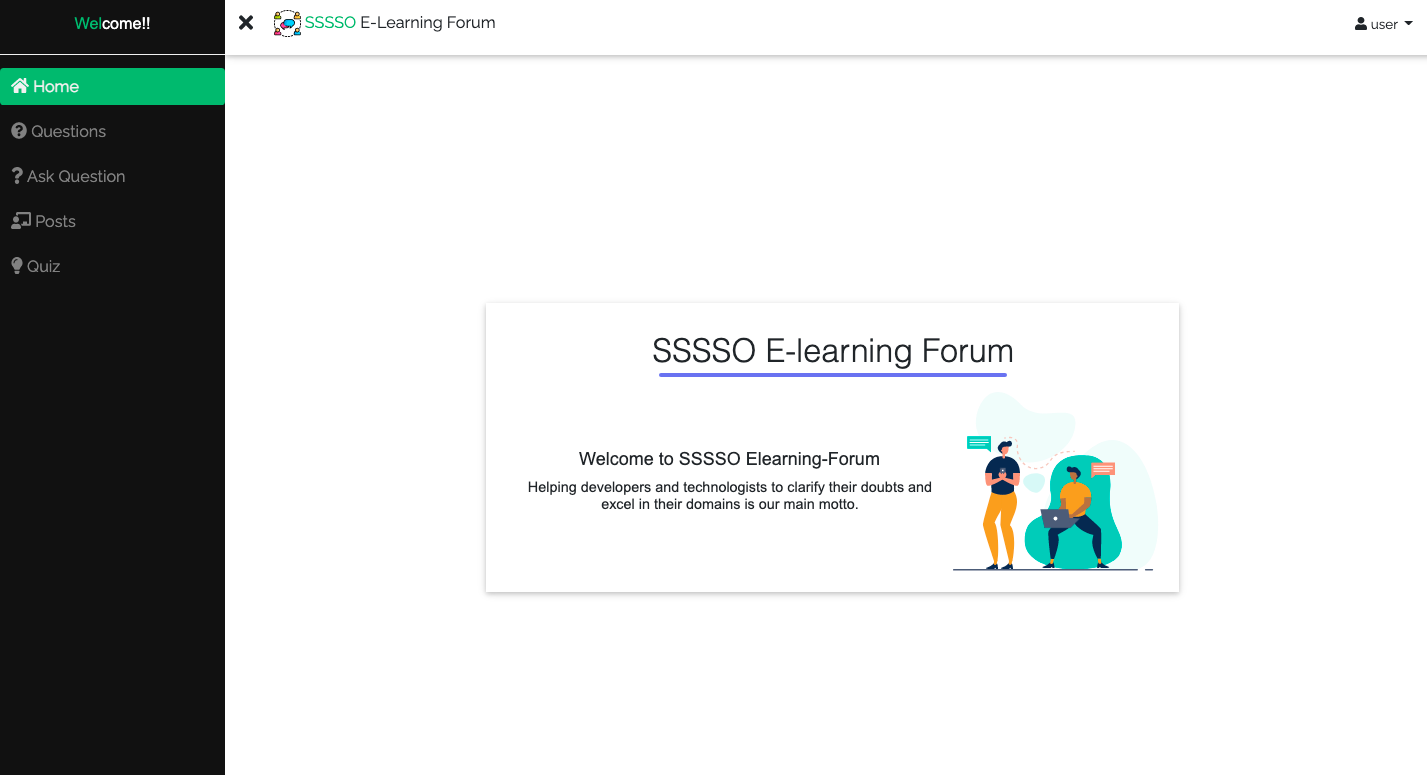 Welcome!!
SSSSO E-Learning Forum
user
Home
Questions
Ask Question
Posts
Quiz
SSSSO E-learning Forum
Welcome to SSSSO Elearning-Forum
Helping developers and technologists to clarify their doubts and
excel in their domains is our main motto.